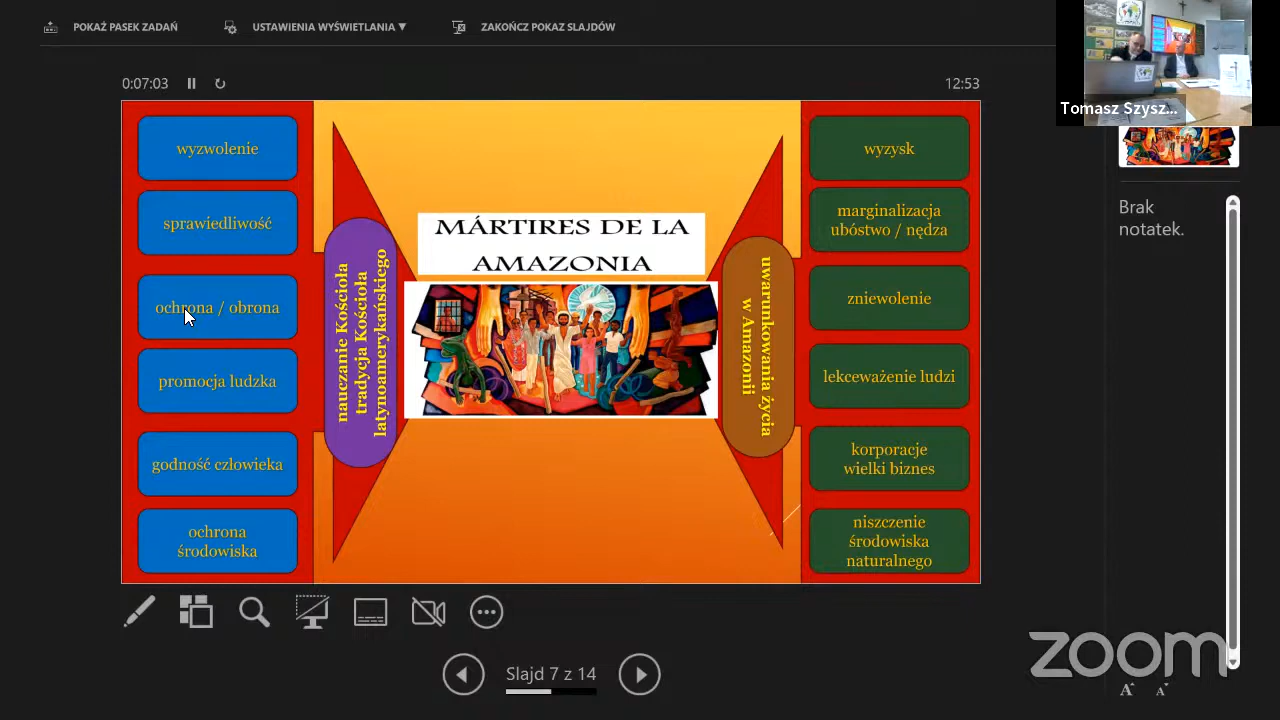 POKAŻ PASEK ZADAŃ
USTAWIENIA WYŚWIETLANIA ▼
ZAKOŃCZ POKAZ SLAJDÓW
Tomasz Szysz...
0:07:03
12:53
wyzwolenie
sprawiedliwość
ochrona / obrona
promocja ludzka
godność człowieka
ochrona
środowiska
nauczanie Kościoła
tradycja Kościoła
latynoamerykańskiego
MÁRTIRES DE LA
AMAZONIA
uwarunkowania życia
w Amazonii
wyzysk
marginalizacja
ubóstwo / nędza
zniewolenie
lekceważenie ludzi
korporacje
wielki biznes
niszczenie
środowiska
naturalnego
Brak
notatek.
Slajd 7 z 14
zoom
A A